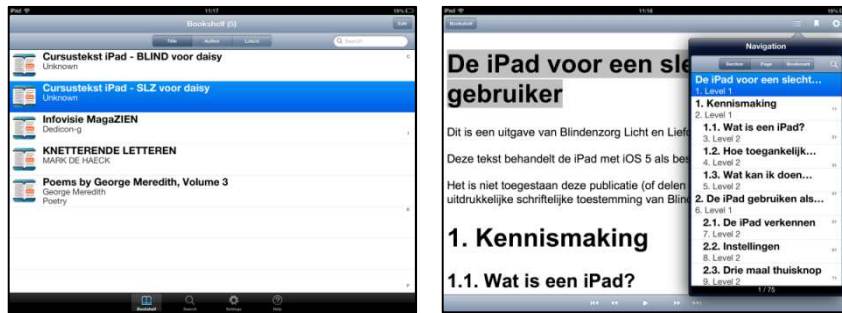 iPad 11:17 19%
Bookshelf (5) Edit
Title Author Latest Search
Cursustekst iPad - BLIND voor daisy
Unknown
Cursustekst iPad - SLZ voor daisy
Unknown
Infovisie MagaZIEN
Dedicon-g
KNETTERENDE LETTEREN
MARK DE HAECK
Poems by George Meredith, Volume 3
George Meredith
Poetry
Bookshelf Search Settings Help
iPad 11:18 19%
Bookshelf
De iPad voor een sle
gebruiker
Dit is een uitgave van Blindenzorg Licht en Liefd
Deze tekst behandelt de iPad met iOS 5 als bes
Het is niet toegestaan deze publicatie (of delen
uitdrukkelijke schriftelijke toestemming van Blin
1. Kennismaking
1.1. Wat is een iPad?
Navigation
Section Page Bookmark
De iPad voor een slecht...
1. Level 1
1. Kennismaking
2. Level 1
1.1. Wat is een iPad?
3. Level 2
1.2. Hoe toegankelijk...
4. Level 2
1.3. Wat kan ik doen...
5. Level 2
2. De iPad gebruiken als...
6. Level 1
2.1. De iPad verkennen
7. Level 2
2.2. Instellingen
8. Level 2
2.3. Drie maal thuisknop
9. Level 2
1 / 75